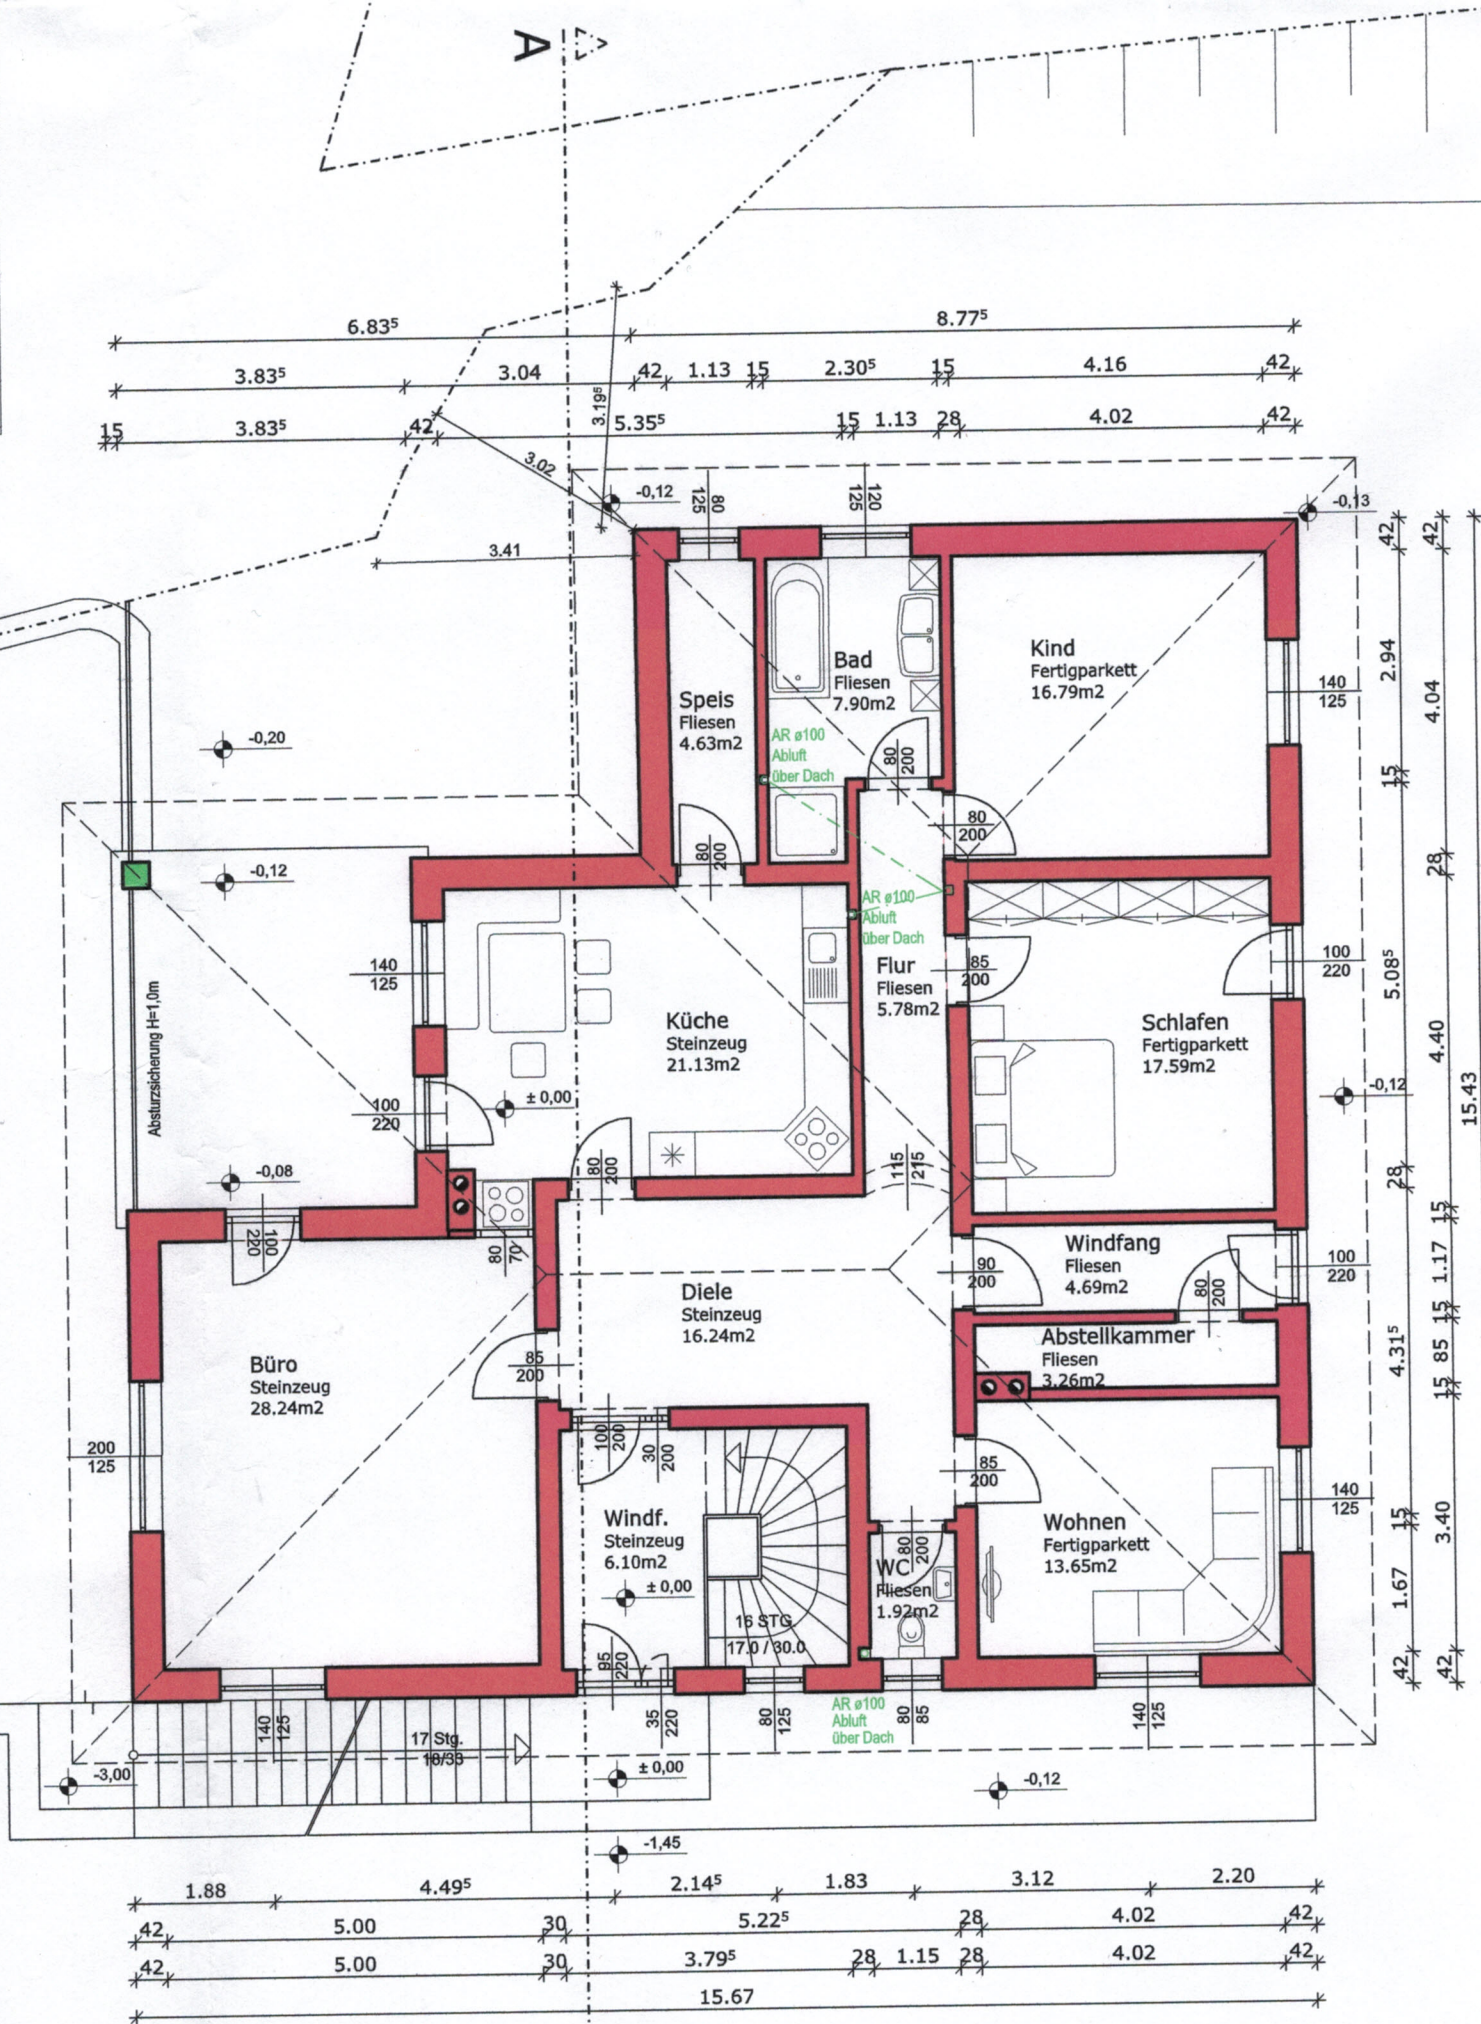 A
6.83⁵ 8.77⁵
3.83⁵ 3.04 42 1.13 15 2.30⁵ 15 4.16 42
15 3.83⁵ 42 5.35⁵ 15 1.13 28 4.02 42
3.19⁵
3.02
3.41
-0,12
80
125
120
125
-0,13
-0,20
-0,12
-0,08
Absturzsicherung H=1,0m
Speis
Fliesen
4.63m2
Bad
Fliesen
7.90m2
Kind
Fertigparkett
16.79m2
140
125
AR ø100
Abluft
über Dach
80
200
80
200
80
200
AR ø100
Abluft
über Dach
140
125
100
220
Küche
Steinzeug
21.13m2
± 0,00
Flur
Fliesen
5.78m2
85
200
Schlafen
Fertigparkett
17.59m2
100
220
-0,12
80
200
115
215
100
220
80
70
Windfang
Fliesen
4.69m2
90
200
80
200
100
220
Diele
Steinzeug
16.24m2
Abstellkammer
Fliesen
3.26m2
Büro
Steinzeug
28.24m2
85
200
200
125
100
200
30
200
85
200
Windf.
Steinzeug
6.10m2
± 0,00
16 STG
17.0 / 30.0
80
200
WC
Fliesen
1.92m2
Wohnen
Fertigparkett
13.65m2
140
125
95
220
35
220
140
125
80
125
AR ø100
Abluft
über Dach
80
85
140
125
17 Stg.
18/33
-3,00
± 0,00
-0,12
-1,45
42 2.94 15 5.08⁵ 28 4.31⁵ 15 1.67 42
42 4.04 28 4.40 15 1.17 15 85 15 3.40 42
15.43
1.88 4.49⁵ 2.14⁵ 1.83 3.12 2.20
42 5.00 30 5.22⁵ 28 4.02 42
42 5.00 30 3.79⁵ 28 1.15 28 4.02 42
15.67